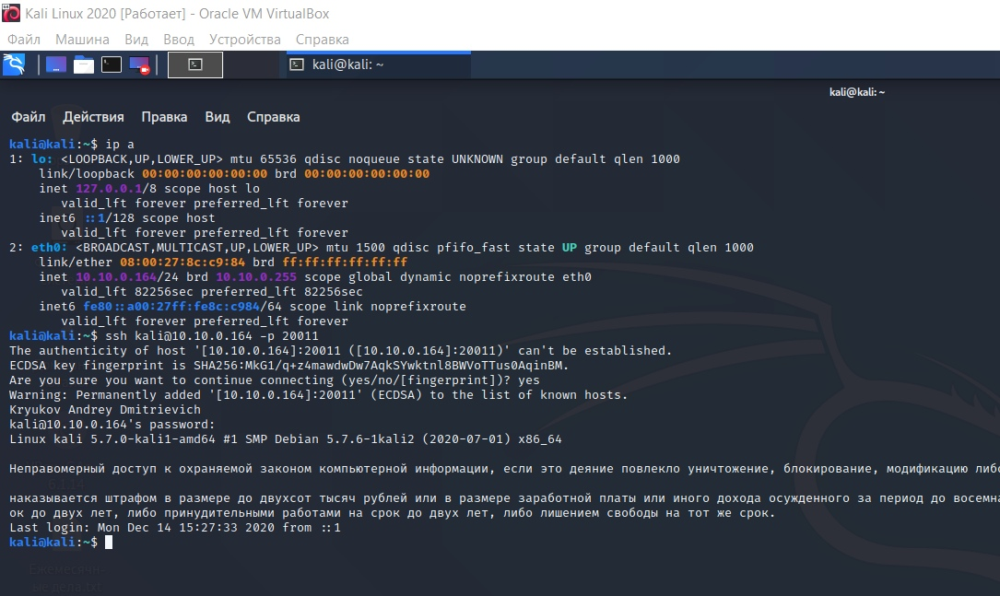 Kali Linux 2020 [Работает] - Oracle VM VirtualBox
Файл Машина Вид Ввод Устройства Справка
kali@kali: ~
kali@kali: ~
Файл Действия Правка Вид Справка
kali@kali:~$ ip a
1: lo: <LOOPBACK,UP,LOWER_UP> mtu 65536 qdisc noqueue state UNKNOWN group default qlen 1000
link/loopback 00:00:00:00:00:00 brd 00:00:00:00:00:00
inet 127.0.0.1/8 scope host lo
valid_lft forever preferred_lft forever
inet6 ::1/128 scope host
valid_lft forever preferred_lft forever
2: eth0: <BROADCAST,MULTICAST,UP,LOWER_UP> mtu 1500 qdisc pfifo_fast state UP group default qlen 1000
link/ether 08:00:27:8c:c9:84 brd ff:ff:ff:ff:ff:ff
inet 10.10.0.164/24 brd 10.10.0.255 scope global dynamic noprefixroute eth0
valid_lft 82256sec preferred_lft 82256sec
inet6 fe80::a00:27ff:fe8c:c984/64 scope link noprefixroute
valid_lft forever preferred_lft forever
kali@kali:~$ ssh kali@10.10.0.164 -p 20011
The authenticity of host '[10.10.0.164]:20011 ([10.10.0.164]:20011)' can't be established.
ECDSA key fingerprint is SHA256:MkG1/q+z4mawdwDw7AqkSYwktnl8BWVoTTus0AqinBM.
Are you sure you want to continue connecting (yes/no/[fingerprint])? yes
Warning: Permanently added '[10.10.0.164]:20011' (ECDSA) to the list of known hosts.
Kryukov Andrey Dmitrievich
kali@10.10.0.164's password:
Linux kali 5.7.0-kali1-amd64 #1 SMP Debian 5.7.6-1kali2 (2020-07-01) x86_64
Неправомерный доступ к охраняемой законом компьютерной информации, если это деяние повлекло уничтожение, блокирование, модификацию либо
наказывается штрафом в размере до двухсот тысяч рублей или в размере заработной платы или иного дохода осужденного за период до восемна
ок до двух лет, либо принудительными работами на срок до двух лет, либо лишением свободы на тот же срок.
Last login: Mon Dec 14 15:27:33 2020 from ::1
kali@kali:~$